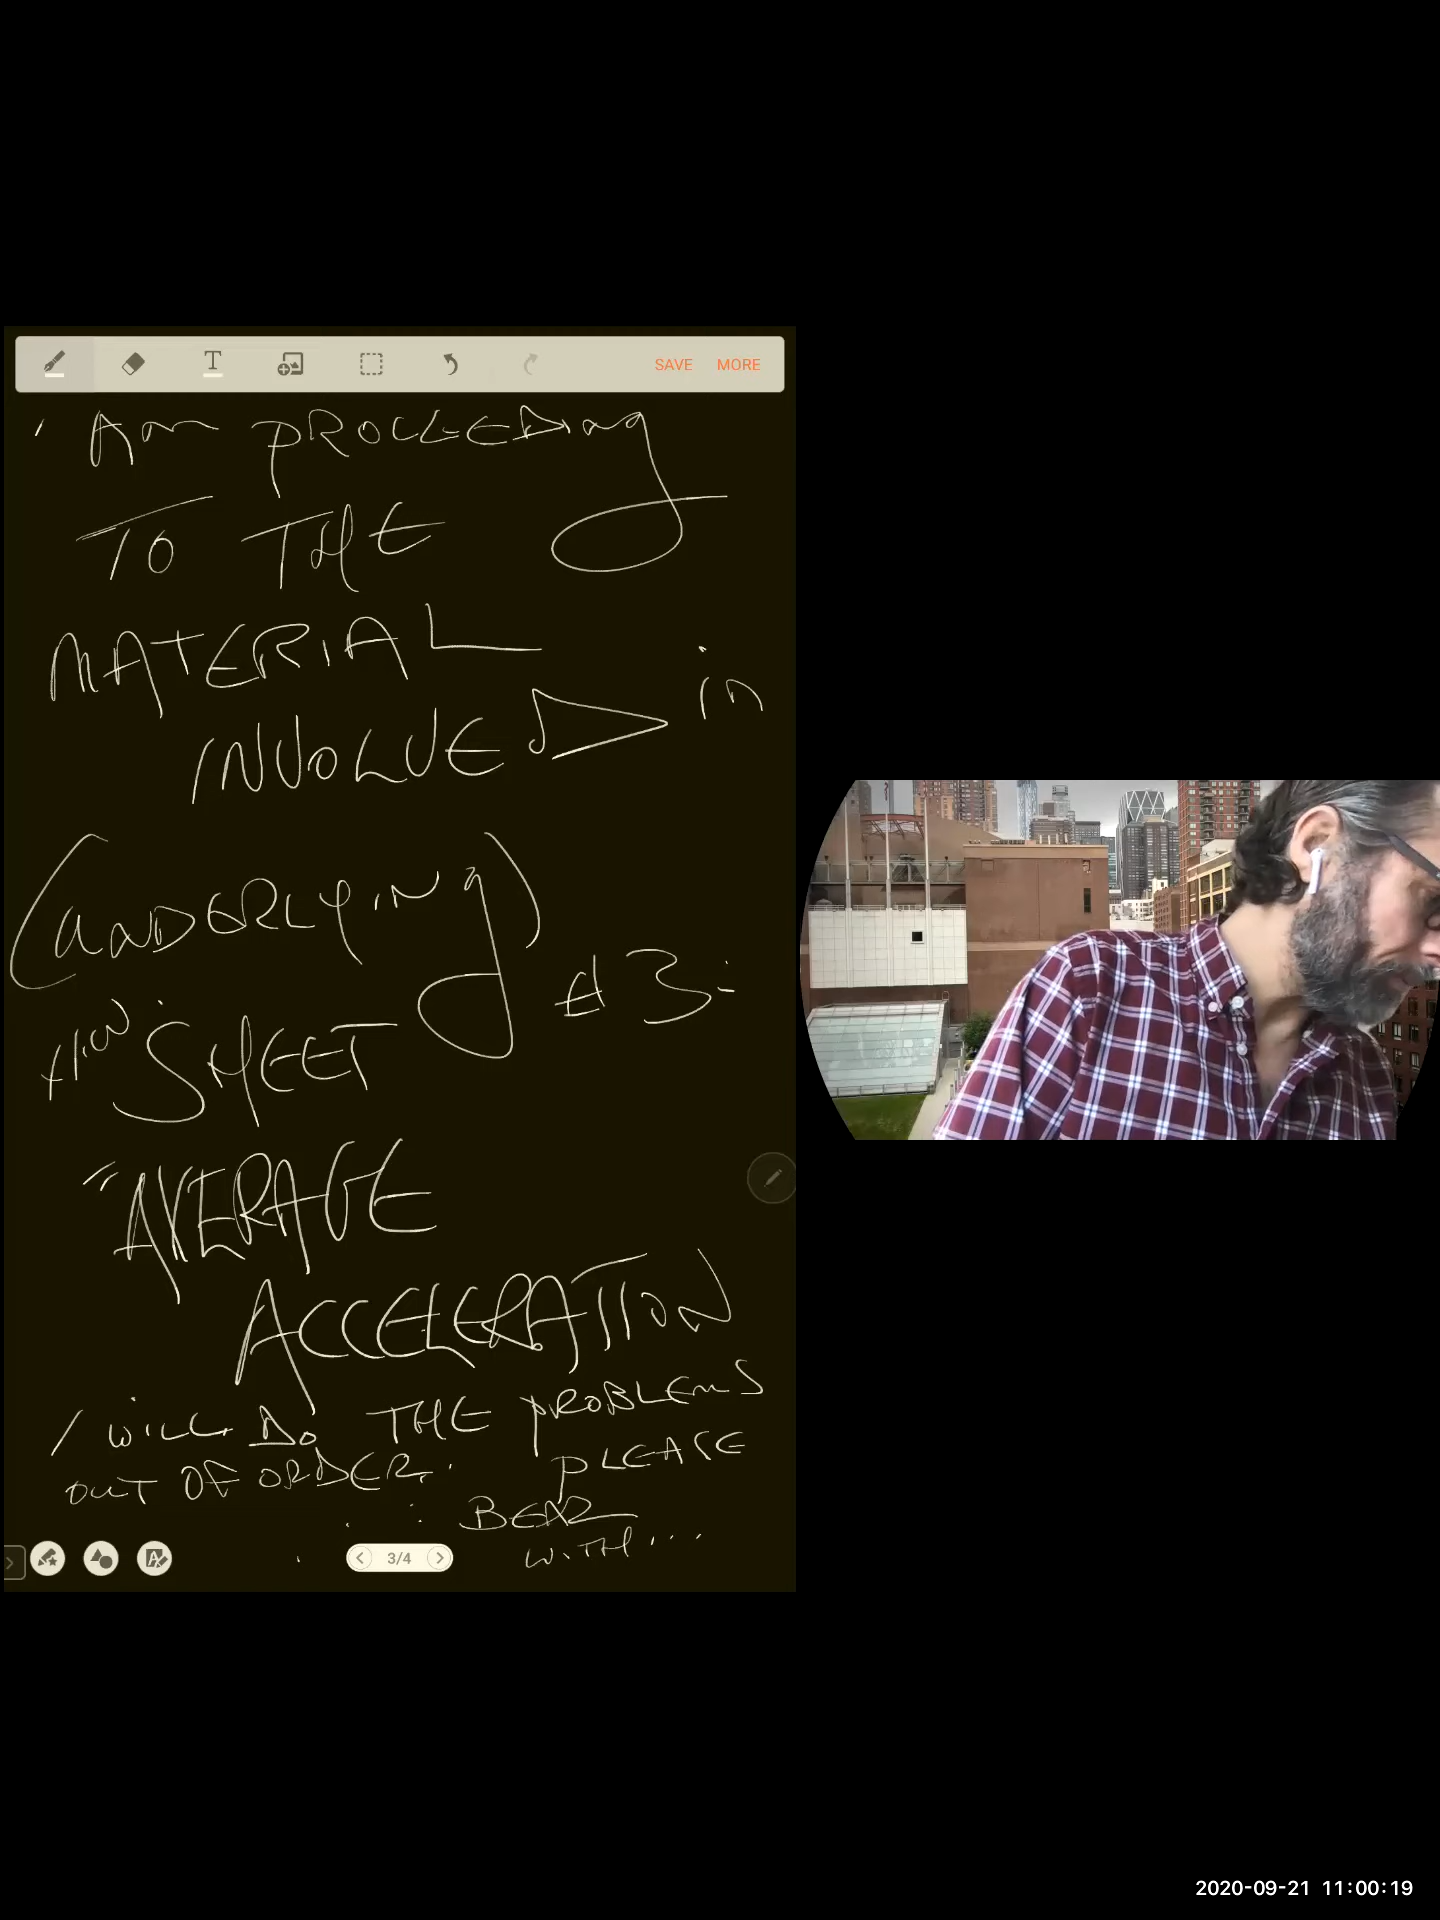 SAVE MORE
I Am PROCEEDing
TO THE
MATERIAL
INVOLVED in
(UNDERLYING)
HW SHEET # 3:
"AVERAGE
ACCELERATION
I WILL DO THE PROBLEMS
OUT OF ORDER. PLEASE
BEAR
WITH...
3/4
2020-09-21 11:00:19